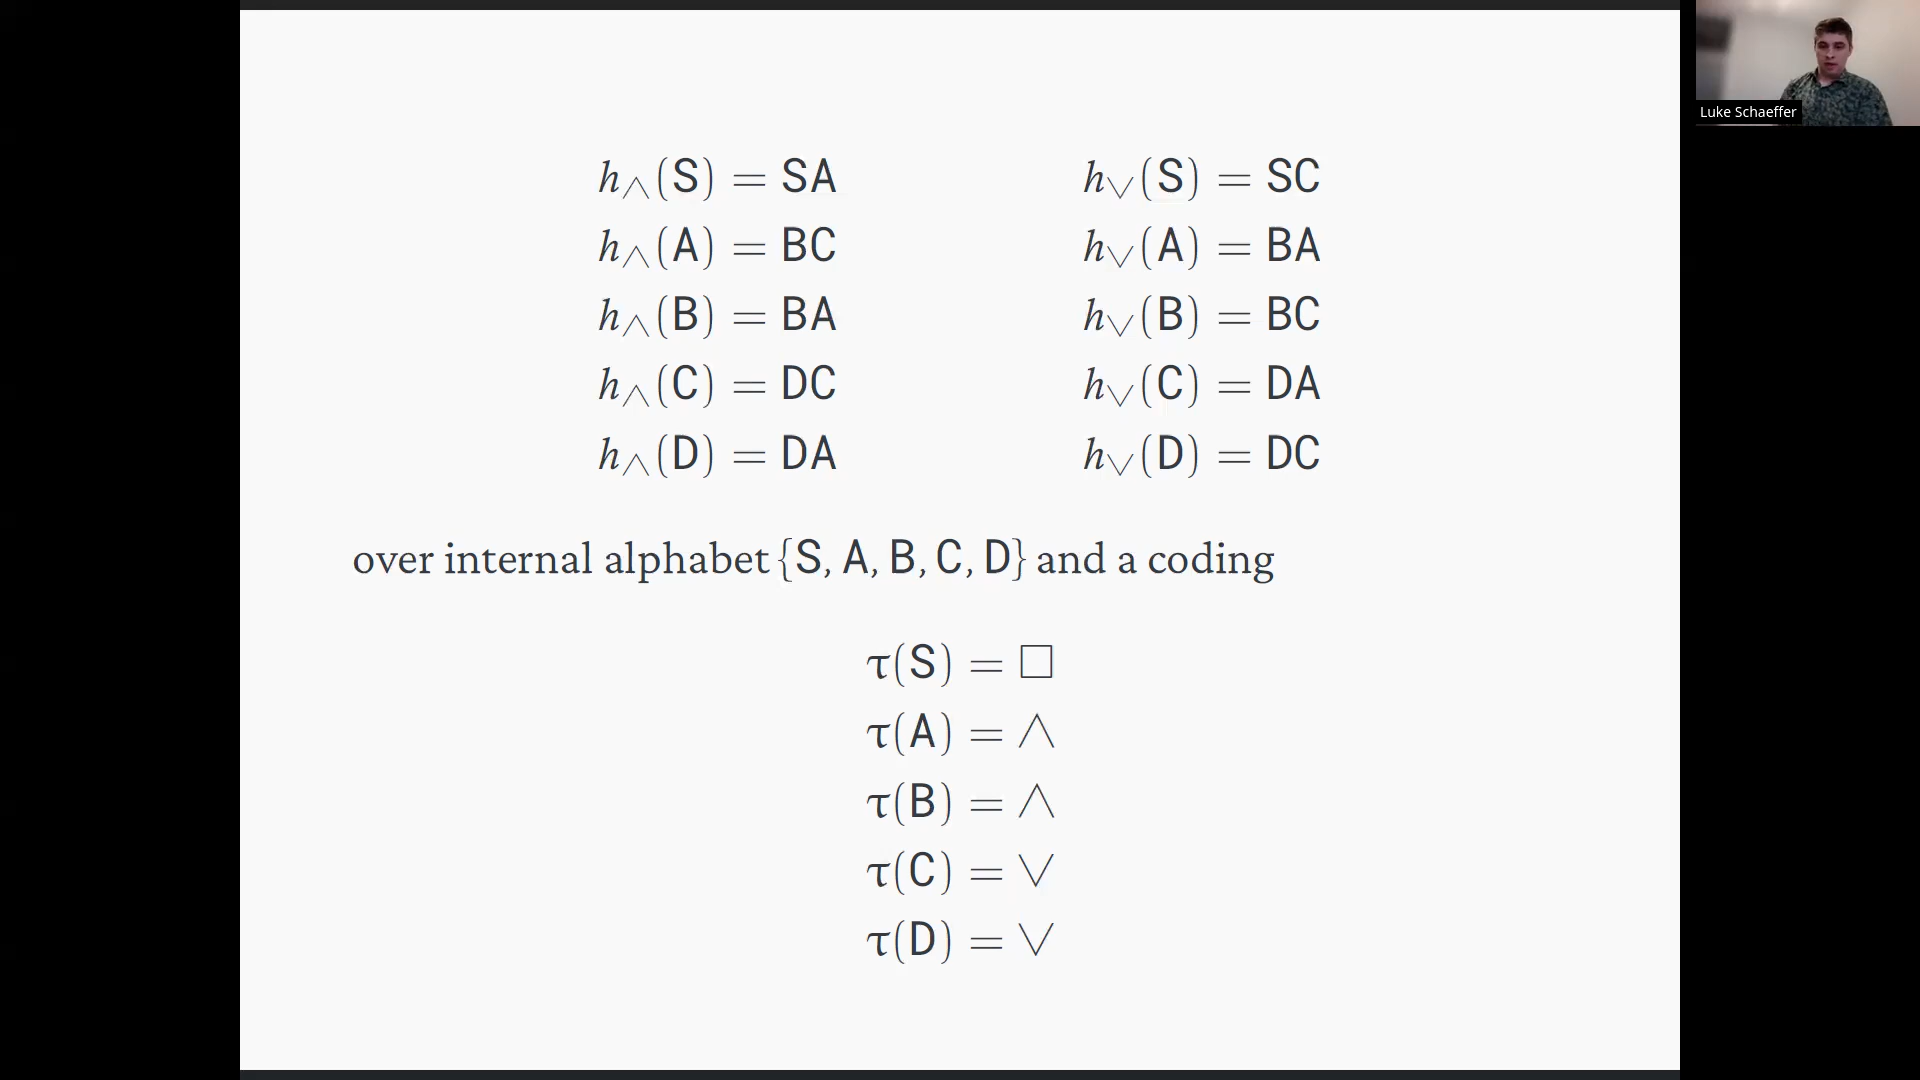 h∧(S) = SA h∨(S) = SC
h∧(A) = BC h∨(A) = BA
h∧(B) = BA h∨(B) = BC
h∧(C) = DC h∨(C) = DA
h∧(D) = DA h∨(D) = DC
over internal alphabet {S, A, B, C, D} and a coding
τ(S) = □
τ(A) = ∧
τ(B) = ∧
τ(C) = ∨
τ(D) = ∨
Luke Schaeffer